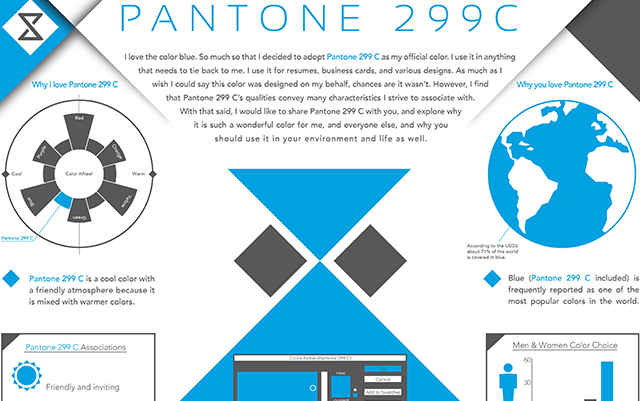 PANTONE 299C
I love the color blue. So much so that I decided to adopt Pantone 299 C as my official color. I use it in anything
that needs to tie back to me. I use it for resumes, business cards, and various designs. As much as I
wish I could say this color was designed on my behalf, chances are it wasn't. However, I find
that Pantone 299 C's qualities convey many characteristics I strive to associate with.
With that said, I would like to share Pantone 299 C with you, and explore why
it is such a wonderful color for me, and everyone else, and why you
should use it in your environment and life as well.
Why I love Pantone 299 C
Red
Purple
Orange
Cool
Color Wheel
Warm
Blue
Yellow
Green
Pantone 299 C
Pantone 299 C is a cool color with
a friendly atmosphere because it
is mixed with warmer colors.
Pantone 299 C Associations
Friendly and inviting
Color Picker (Pantone 299 C)
OK
Cancel
Add to Swatches
Why you love Pantone 299 C
According to the USGS
about 71% of the world
is covered in blue.
Blue (Pantone 299 C included) is
frequently reported as one of the
most popular colors in the world.
Men & Women Color Choice
60
30